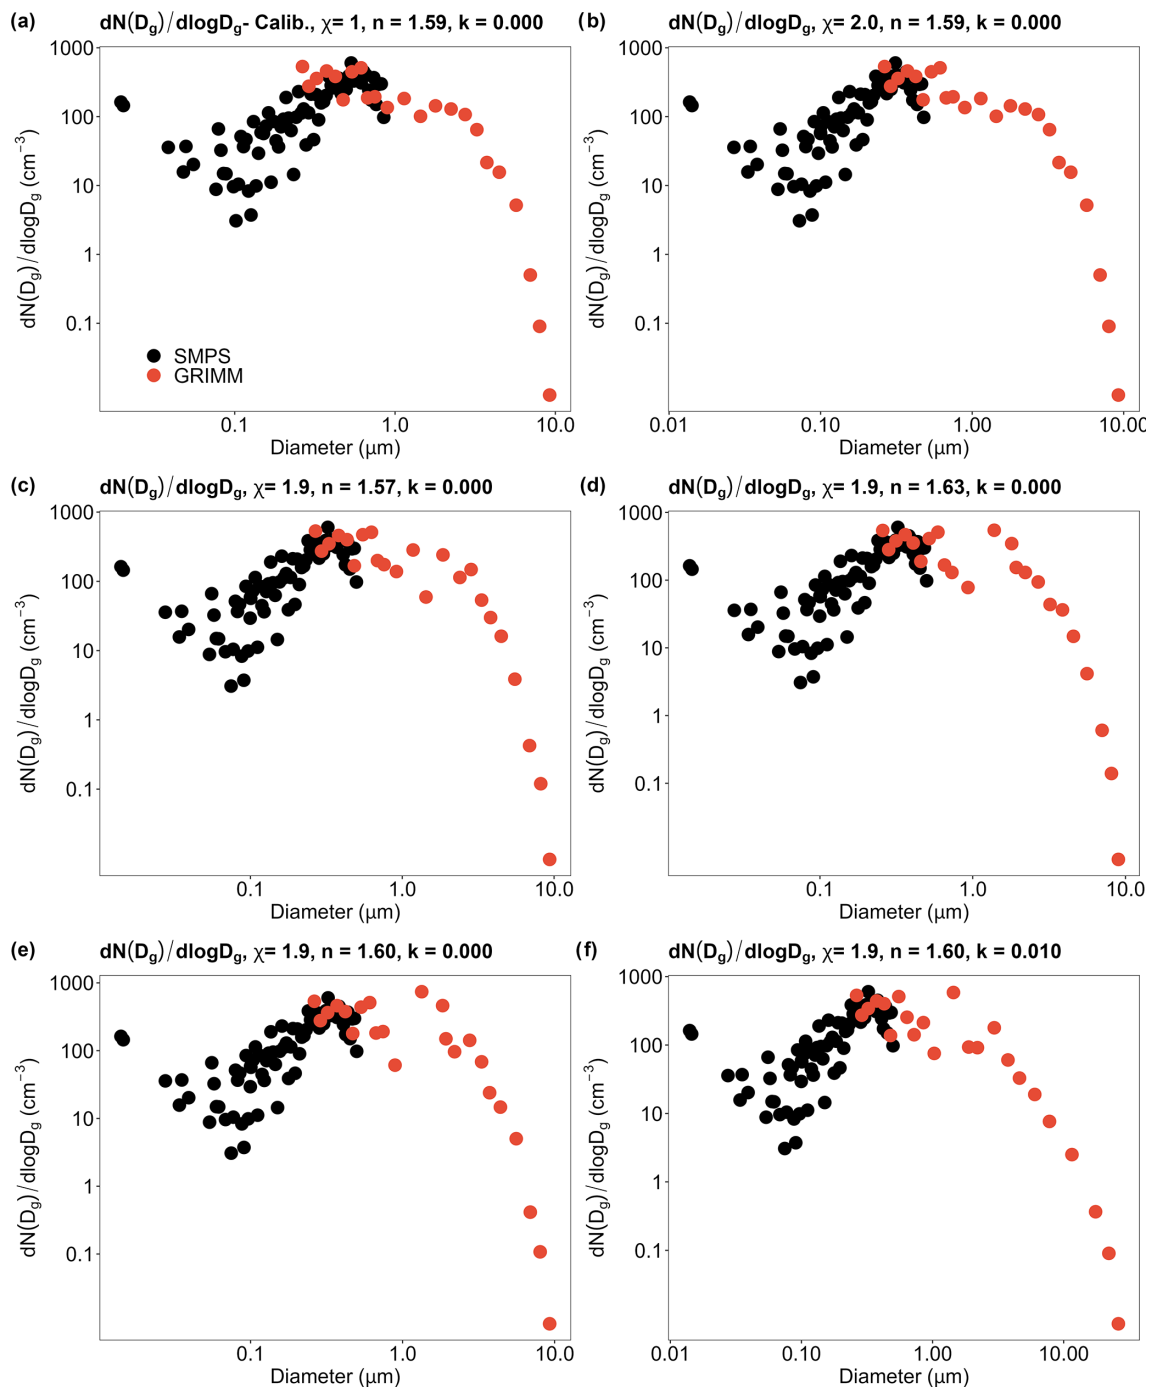 (a) dN(Dg)/dlogDg- Calib., χ= 1, n = 1.59, k = 0.000
1000
100
10
1
0.1
dN(Dg)/dlogDg (cm−3)
SMPS
GRIMM
0.1 1.0 10.0
Diameter (μm)
(b) dN(Dg)/dlogDg, χ= 2.0, n = 1.59, k = 0.000
1000
100
10
1
0.1
dN(Dg)/dlogDg (cm−3)
0.01 0.10 1.00 10.00
Diameter (μm)
(c) dN(Dg)/dlogDg, χ= 1.9, n = 1.57, k = 0.000
1000
100
10
1
0.1
dN(Dg)/dlogDg (cm−3)
0.1 1.0 10.0
Diameter (μm)
(d) dN(Dg)/dlogDg, χ= 1.9, n = 1.63, k = 0.000
1000
100
10
1
0.1
dN(Dg)/dlogDg (cm−3)
0.1 1.0 10.0
Diameter (μm)
(e) dN(Dg)/dlogDg, χ= 1.9, n = 1.60, k = 0.000
1000
100
10
1
0.1
dN(Dg)/dlogDg (cm−3)
0.1 1.0 10.0
Diameter (μm)
(f) dN(Dg)/dlogDg, χ= 1.9, n = 1.60, k = 0.010
1000
100
10
1
0.1
dN(Dg)/dlogDg (cm−3)
0.01 0.10 1.00 10.00
Diameter (μm)